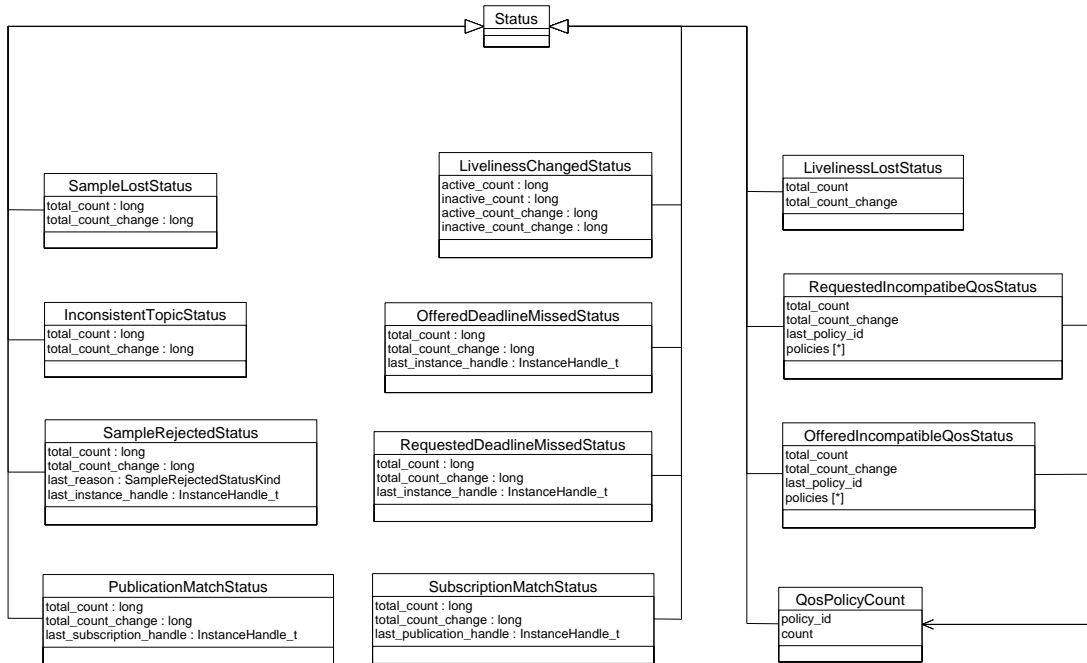 Status
SampleLostStatus
total_count : long
total_count_change : long
LivelinessChangedStatus
active_count : long
inactive_count : long
active_count_change : long
inactive_count_change : long
LivelinessLostStatus
total_count
total_count_change
InconsistentTopicStatus
total_count : long
total_count_change : long
OfferedDeadlineMissedStatus
total_count : long
total_count_change : long
last_instance_handle : InstanceHandle_t
RequestedIncompatibeQosStatus
total_count
total_count_change
last_policy_id
policies [*]
SampleRejectedStatus
total_count : long
total_count_change : long
last_reason : SampleRejectedStatusKind
last_instance_handle : InstanceHandle_t
RequestedDeadlineMissedStatus
total_count : long
total_count_change : long
last_instance_handle : InstanceHandle_t
OfferedIncompatibleQosStatus
total_count
total_count_change
last_policy_id
policies [*]
PublicationMatchStatus
total_count : long
total_count_change : long
last_subscription_handle : InstanceHandle_t
SubscriptionMatchStatus
total_count : long
total_count_change : long
last_publication_handle : InstanceHandle_t
QosPolicyCount
policy_id
count